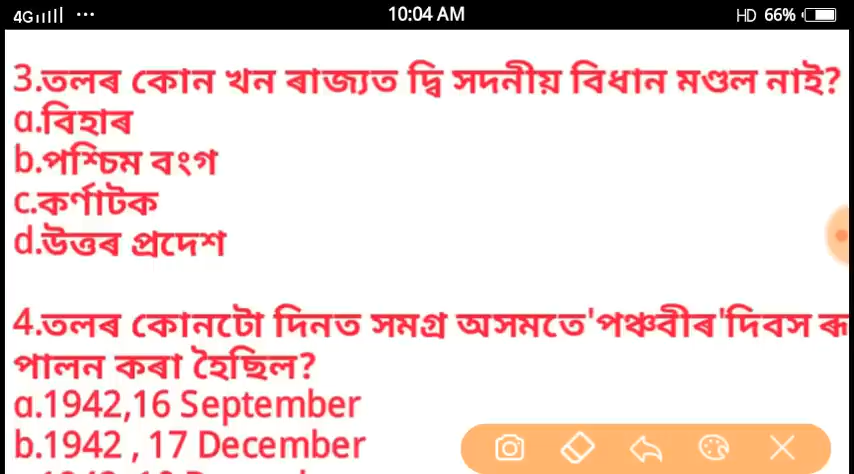 4G ... 10:04 AM HD 66%
3.তলৰ কোন খন ৰাজ্যত দ্বি সদনীয় বিধান মণ্ডল নাই?
a.বিহাৰ
b.পশ্চিম বংগ
c.কৰ্ণাটক
d.উত্তৰ প্ৰদেশ
4.তলৰ কোনটো দিনত সমগ্ৰ অসমতে'পঞ্চবীৰ'দিবস
পালন কৰা হৈছিল?
a.1942,16 September
b.1942 , 17 December